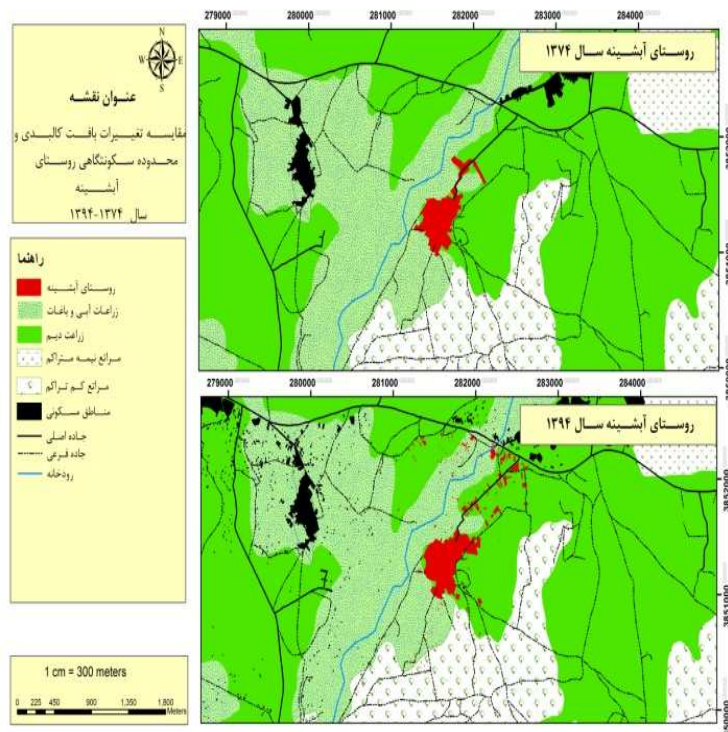 279000 280000 281000 282000 283000 284000
روستای آبشینه سال ۱۳۷۴
N
W E
S
عنوان نقشه
مقایسه تغییرات بافت کالبدی و
محدوده سکونتگاهی روستای
آبشینه
سال ۱۳۷۴-۱۳۹۴
راهنما
روستای آبشینه
زراعات آبی و باغات
زراعت دیم
مراتع نیمه متراکم
مراتع کم تراکم
مناطق مسکونی
جاده اصلی
جاده فرعی
رودخانه
279000 280000 281000 282000 283000 284000
روستای آبشینه سال ۱۳۹۴
3852000
3851000
1 cm = 300 meters
0 225 450 900 1,350 1,800
Meters